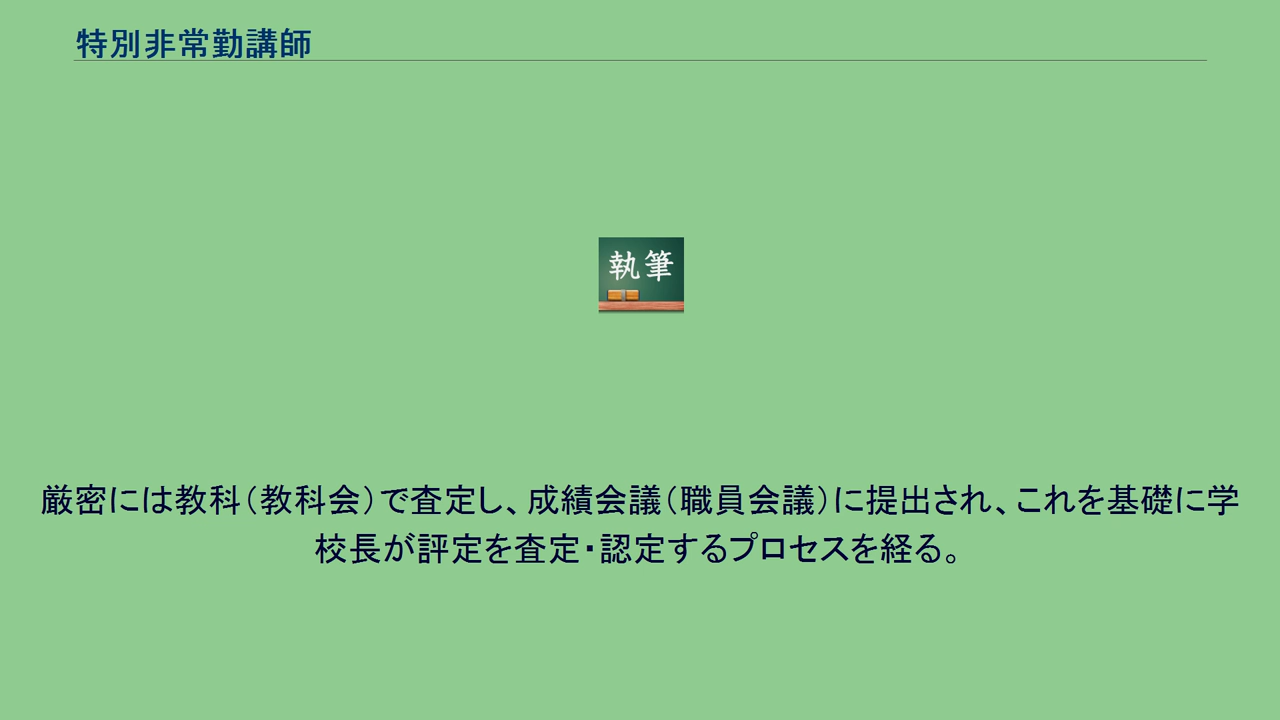 特別非常勤講師
執筆
厳密には教科(教科会)で査定し、成績会議(職員会議)に提出され、これを基礎に学
校長が評定を査定・認定するプロセスを経る。